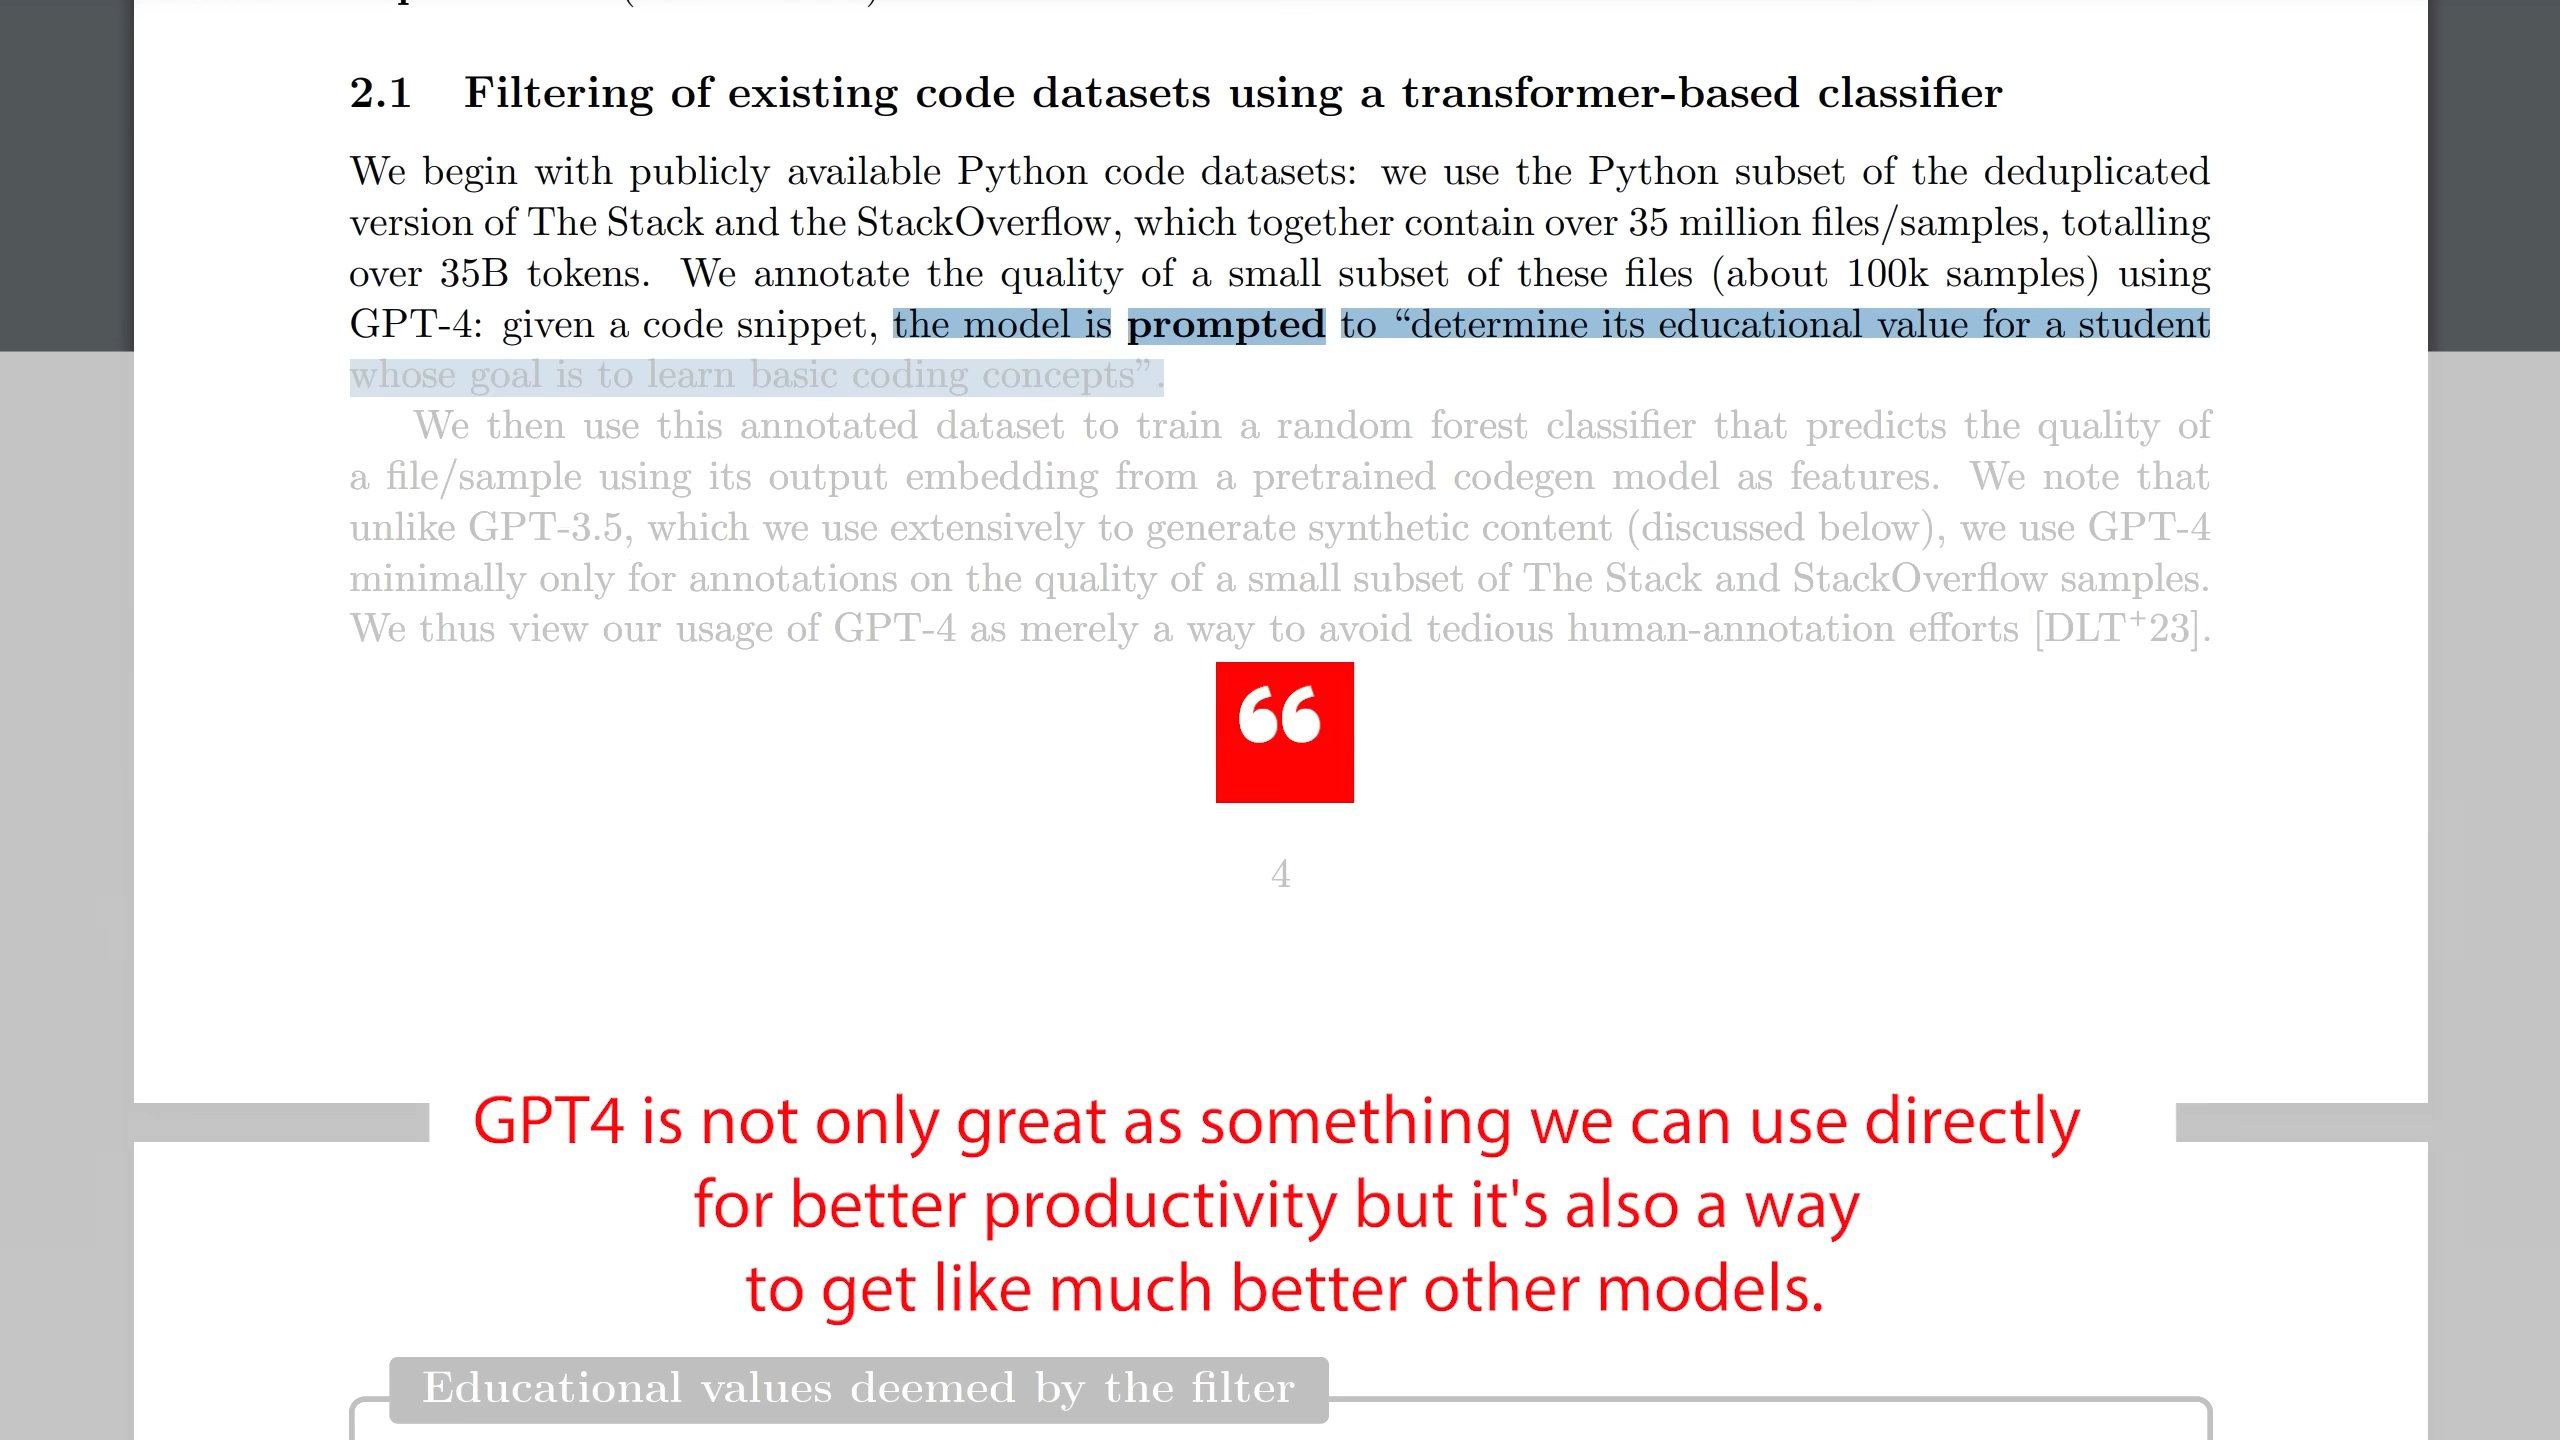 2.1 Filtering of existing code datasets using a transformer-based classifier
We begin with publicly available Python code datasets: we use the Python subset of the deduplicated
version of The Stack and the StackOverflow, which together contain over 35 million files/samples, totalling
over 35B tokens. We annotate the quality of a small subset of these files (about 100k samples) using
GPT-4: given a code snippet, the model is prompted to “determine its educational value for a student
whose goal is to learn basic coding concepts”.
We then use this annotated dataset to train a random forest classifier that predicts the quality of
a file/sample using its output embedding from a pretrained codegen model as features. We note that
unlike GPT-3.5, which we use extensively to generate synthetic content (discussed below), we use GPT-4
minimally only for annotations on the quality of a small subset of The Stack and StackOverflow samples.
We thus view our usage of GPT-4 as merely a way to avoid tedious human-annotation efforts [DLT+23].
“
4
GPT4 is not only great as something we can use directly
for better productivity but it's also a way
to get like much better other models.
Educational values deemed by the filter